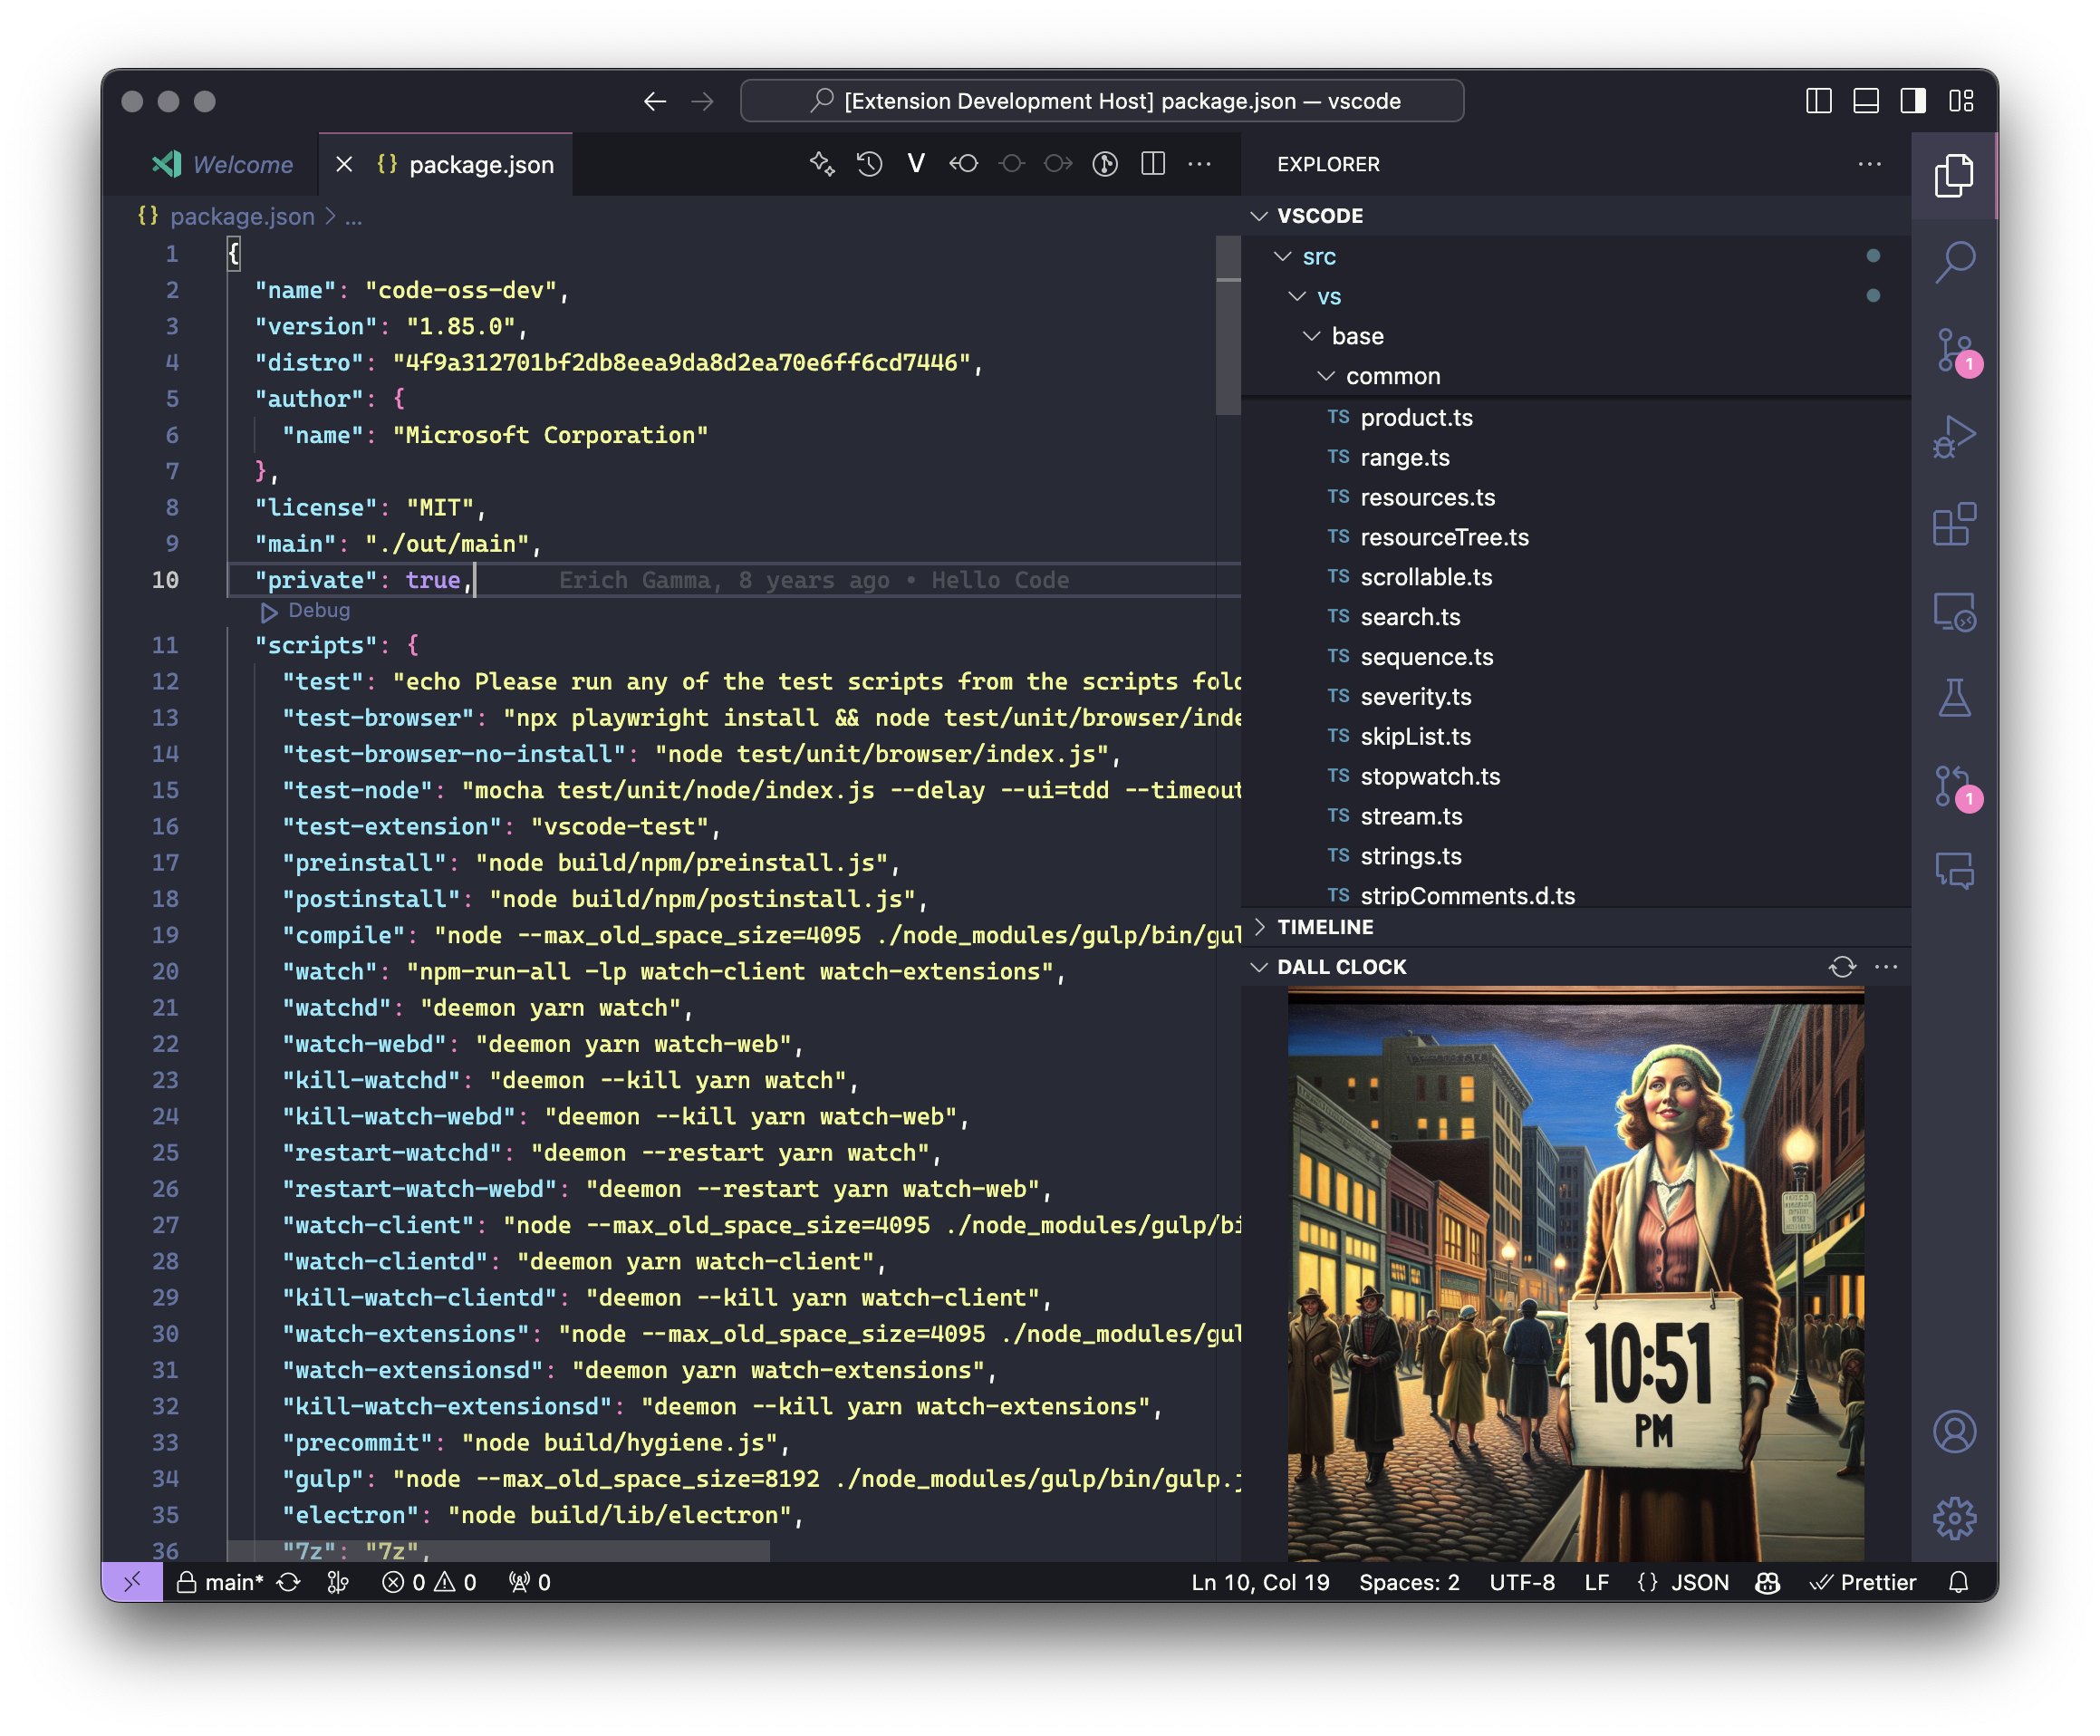 [Extension Development Host] package.json — vscode
Welcome
{} package.json
V
{} package.json > ...
1 {
2 "name": "code-oss-dev",
3 "version": "1.85.0",
4 "distro": "4f9a312701bf2db8eea9da8d2ea70e6ff6cd7446",
5 "author": {
6 "name": "Microsoft Corporation"
7 },
8 "license": "MIT",
9 "main": "./out/main",
10 "private": true, Erich Gamma, 8 years ago • Hello Code
Debug
11 "scripts": {
12 "test": "echo Please run any of the test scripts from the scripts fold
13 "test-browser": "npx playwright install && node test/unit/browser/inde
14 "test-browser-no-install": "node test/unit/browser/index.js",
15 "test-node": "mocha test/unit/node/index.js --delay --ui=tdd --timeout
16 "test-extension": "vscode-test",
17 "preinstall": "node build/npm/preinstall.js",
18 "postinstall": "node build/npm/postinstall.js",
19 "compile": "node --max_old_space_size=4095 ./node_modules/gulp/bin/gul
20 "watch": "npm-run-all -lp watch-client watch-extensions",
21 "watchd": "deemon yarn watch",
22 "watch-webd": "deemon yarn watch-web",
23 "kill-watchd": "deemon --kill yarn watch",
24 "kill-watch-webd": "deemon --kill yarn watch-web",
25 "restart-watchd": "deemon --restart yarn watch",
26 "restart-watch-webd": "deemon --restart yarn watch-web",
27 "watch-client": "node --max_old_space_size=4095 ./node_modules/gulp/bi
28 "watch-clientd": "deemon yarn watch-client",
29 "kill-watch-clientd": "deemon --kill yarn watch-client",
30 "watch-extensions": "node --max_old_space_size=4095 ./node_modules/gul
31 "watch-extensionsd": "deemon yarn watch-extensions",
32 "kill-watch-extensionsd": "deemon --kill yarn watch-extensions",
33 "precommit": "node build/hygiene.js",
34 "gulp": "node --max_old_space_size=8192 ./node_modules/gulp/bin/gulp.j
35 "electron": "node build/lib/electron",
36 "7z": "7z",
EXPLORER
VSCODE
src
vs
base
common
TS product.ts
TS range.ts
TS resources.ts
TS resourceTree.ts
TS scrollable.ts
TS search.ts
TS sequence.ts
TS severity.ts
TS skipList.ts
TS stopwatch.ts
TS stream.ts
TS strings.ts
TS stripComments.d.ts
TIMELINE
DALL CLOCK
10:51
PM
1
1
main* 0 0 0
Ln 10, Col 19 Spaces: 2 UTF-8 LF {} JSON Prettier